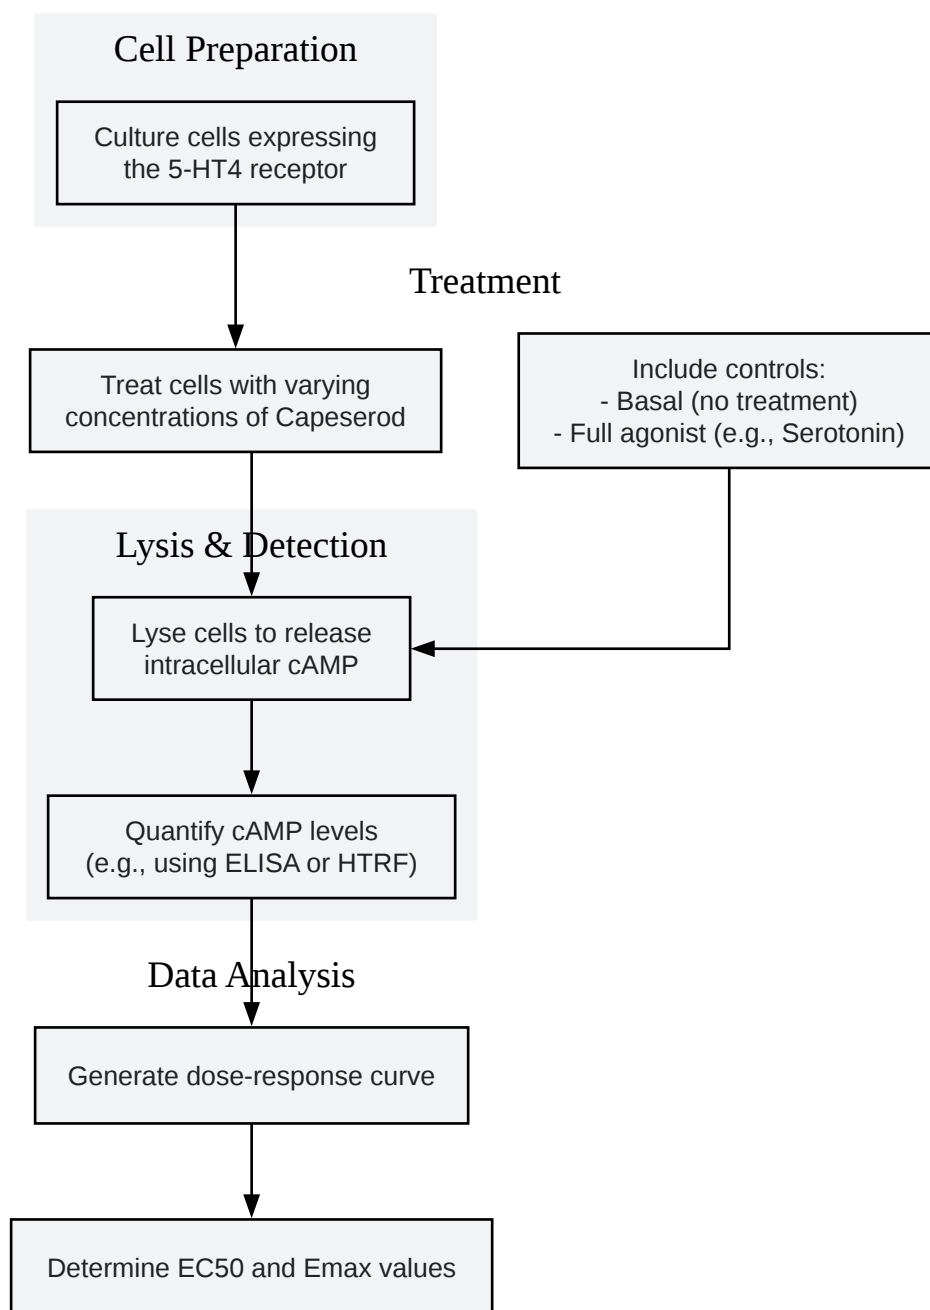 Cell Preparation
Culture cells expressing
the 5-HT4 receptor
Treatment
Treat cells with varying
concentrations of Capeserod
Include controls:
- Basal (no treatment)
- Full agonist (e.g., Serotonin)
Lysis & Detection
Lyse cells to release
intracellular cAMP
Quantify cAMP levels
(e.g., using ELISA or HTRF)
Data Analysis
Generate dose-response curve
Determine EC50 and Emax values